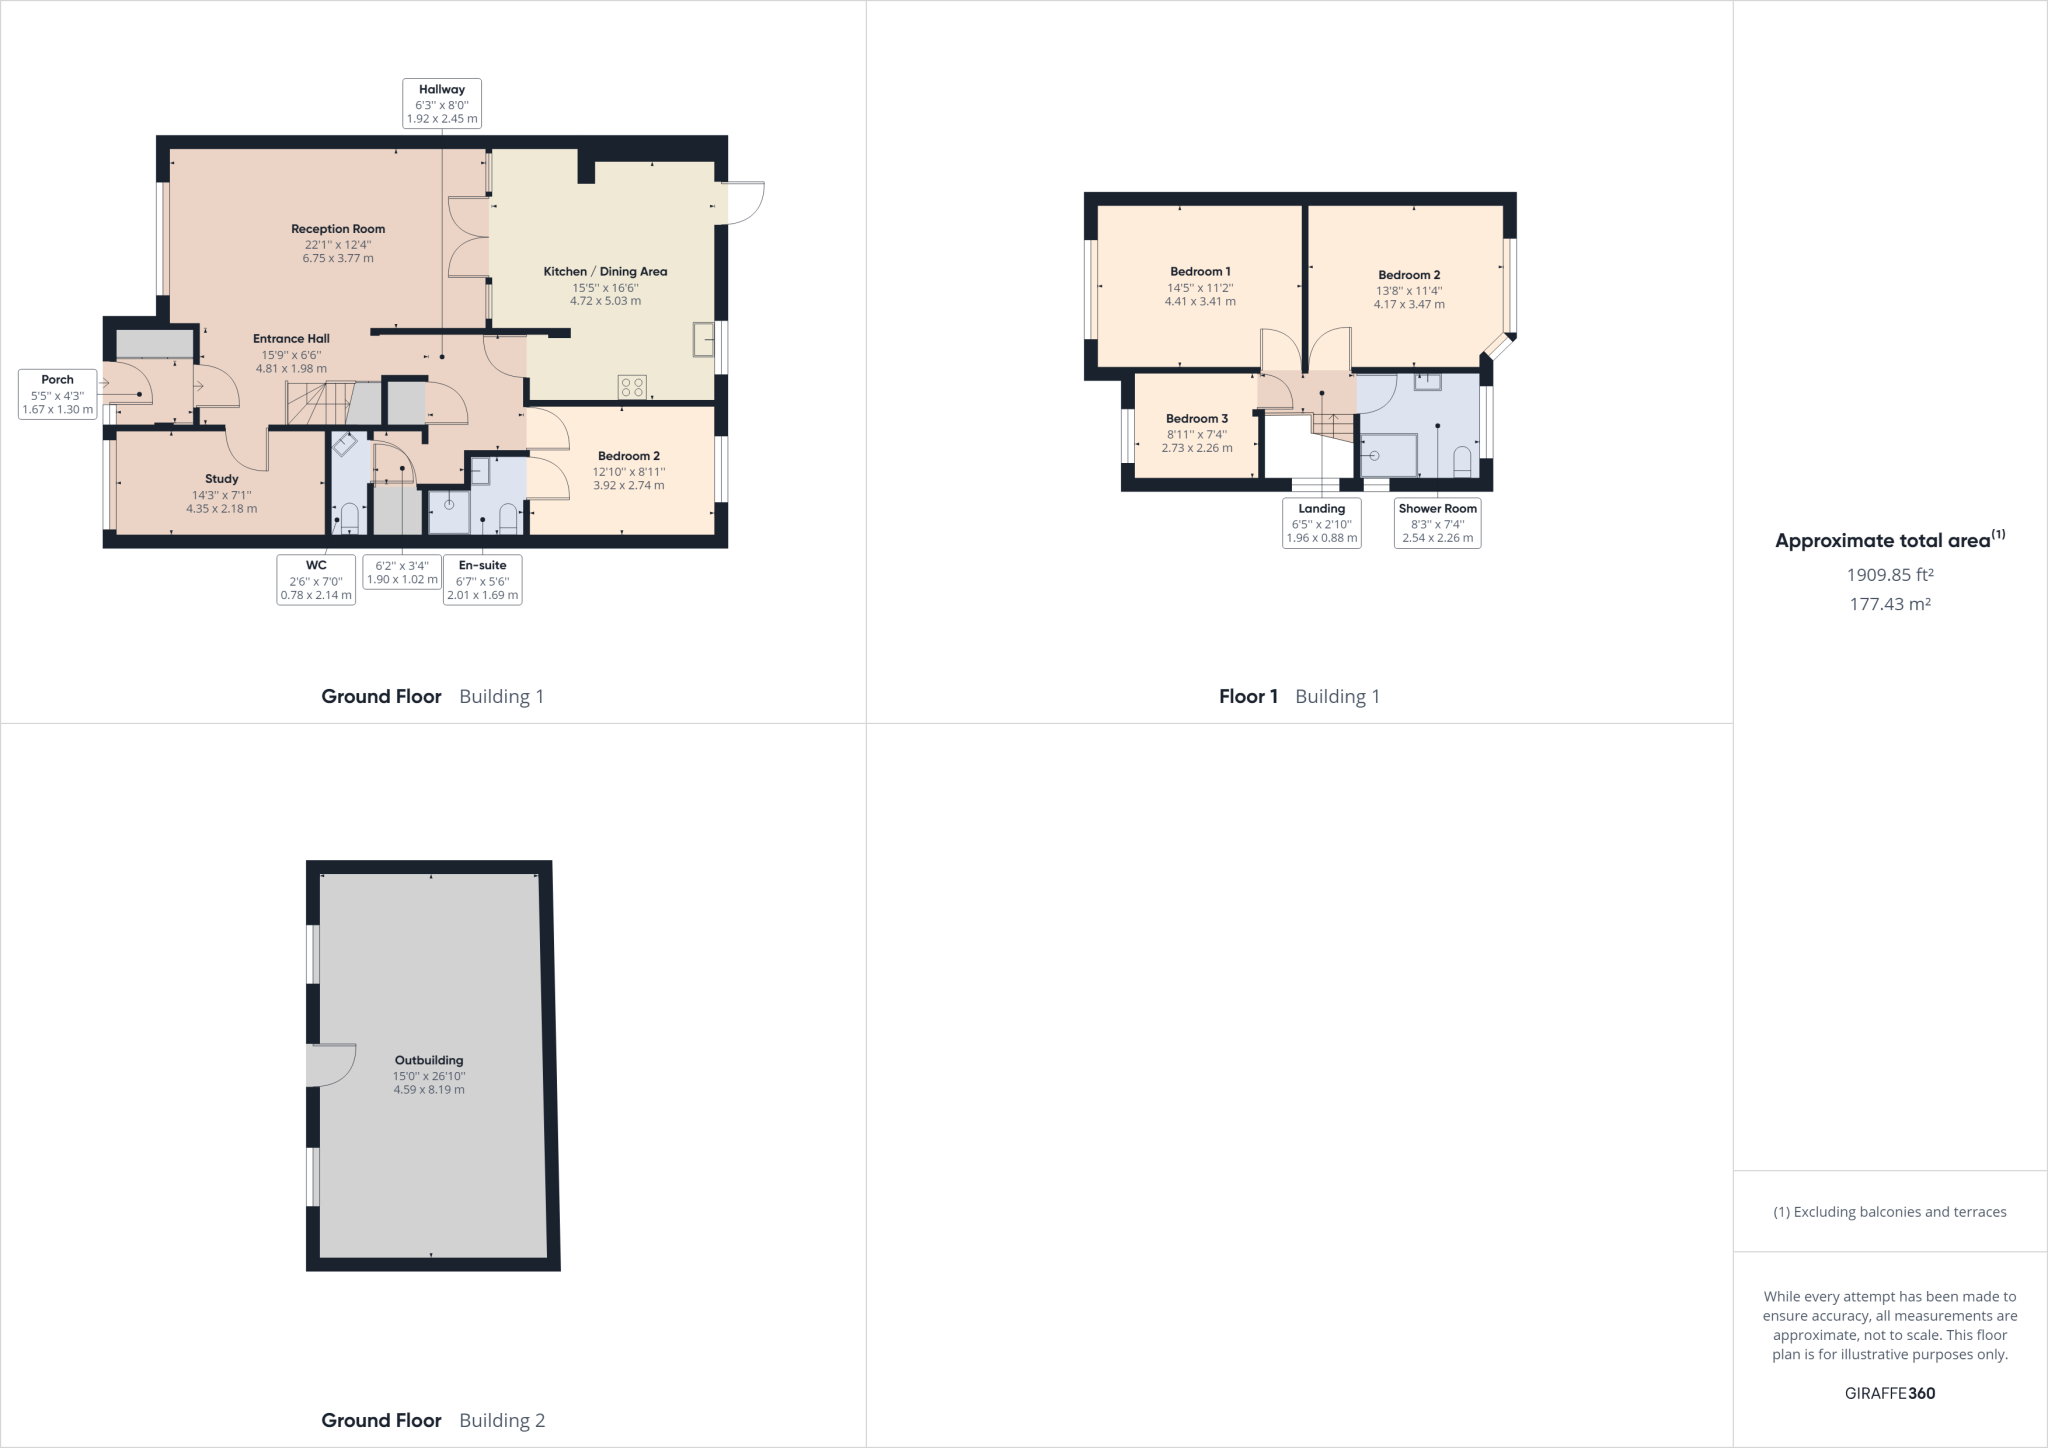 Hallway
6'3'' x 8'0''
1.92 x 2.45 m
Reception Room
22'1'' x 12'4''
6.75 x 3.77 m
Kitchen / Dining Area
15'5'' x 16'6''
4.72 x 5.03 m
Entrance Hall
15'9'' x 6'6''
4.81 x 1.98 m
Porch
5'5'' x 4'3''
1.67 x 1.30 m
Study
14'3'' x 7'1''
4.35 x 2.18 m
Bedroom 2
12'10'' x 8'11''
3.92 x 2.74 m
WC
2'6'' x 7'0''
0.78 x 2.14 m
6'2'' x 3'4''
1.90 x 1.02 m
En-suite
6'7'' x 5'6''
2.01 x 1.69 m
Ground Floor Building 1
Bedroom 1
14'5'' x 11'2''
4.41 x 3.41 m
Bedroom 2
13'8'' x 11'4''
4.17 x 3.47 m
Bedroom 3
8'11'' x 7'4''
2.73 x 2.26 m
Landing
6'5'' x 2'10''
1.96 x 0.88 m
Shower Room
8'3'' x 7'4''
2.54 x 2.26 m
Floor 1 Building 1
Outbuilding
15'0'' x 26'10''
4.59 x 8.19 m
Ground Floor Building 2
Approximate total area(1)
1909.85 ft²
177.43 m²
(1) Excluding balconies and terraces
While every attempt has been made to
ensure accuracy, all measurements are
approximate, not to scale. This floor
plan is for illustrative purposes only.
GIRAFFE360